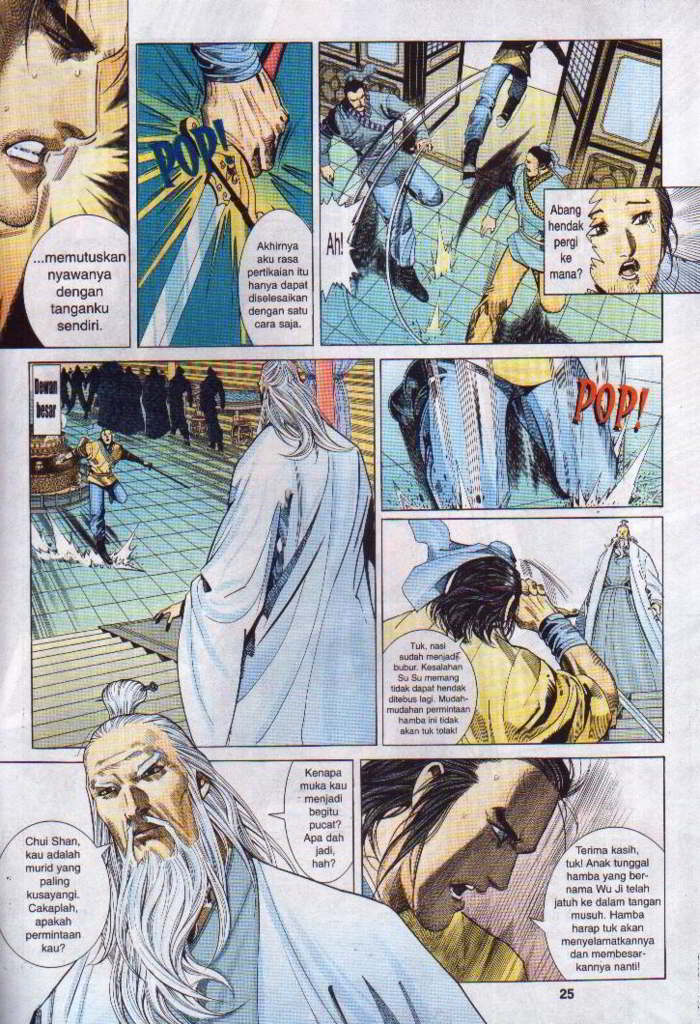 ...memutuskan
nyawanya
dengan
tanganku
sendiri.
POP!
Akhirnya
aku rasa
pertikaian itu
hanya dapat
diselesaikan
dengan satu
cara saja.
Ah!
Abang
hendak
pergi
ke
mana?
Dewan
besar
POP!
Tuk, nasi
sudah menjadi
bubur. Kesalahan
Su Su memang
tidak dapat hendak
ditebus lagi. Mudah-
mudahan permintaan
hamba ini tidak
akan tuk tolak!
Kenapa
muka kau
menjadi
begitu
pucat?
Apa dah
jadi,
hah?
Chui Shan,
kau adalah
murid yang
paling
kusayangi.
Cakaplah,
apakah
permintaan
kau?
Terima kasih,
tuk! Anak tunggal
hamba yang ber-
nama Wu Ji telah
jatuh ke dalam tangan
musuh. Hamba
harap tuk akan
menyelamatkannya
dan membesar-
kannya nanti!
25